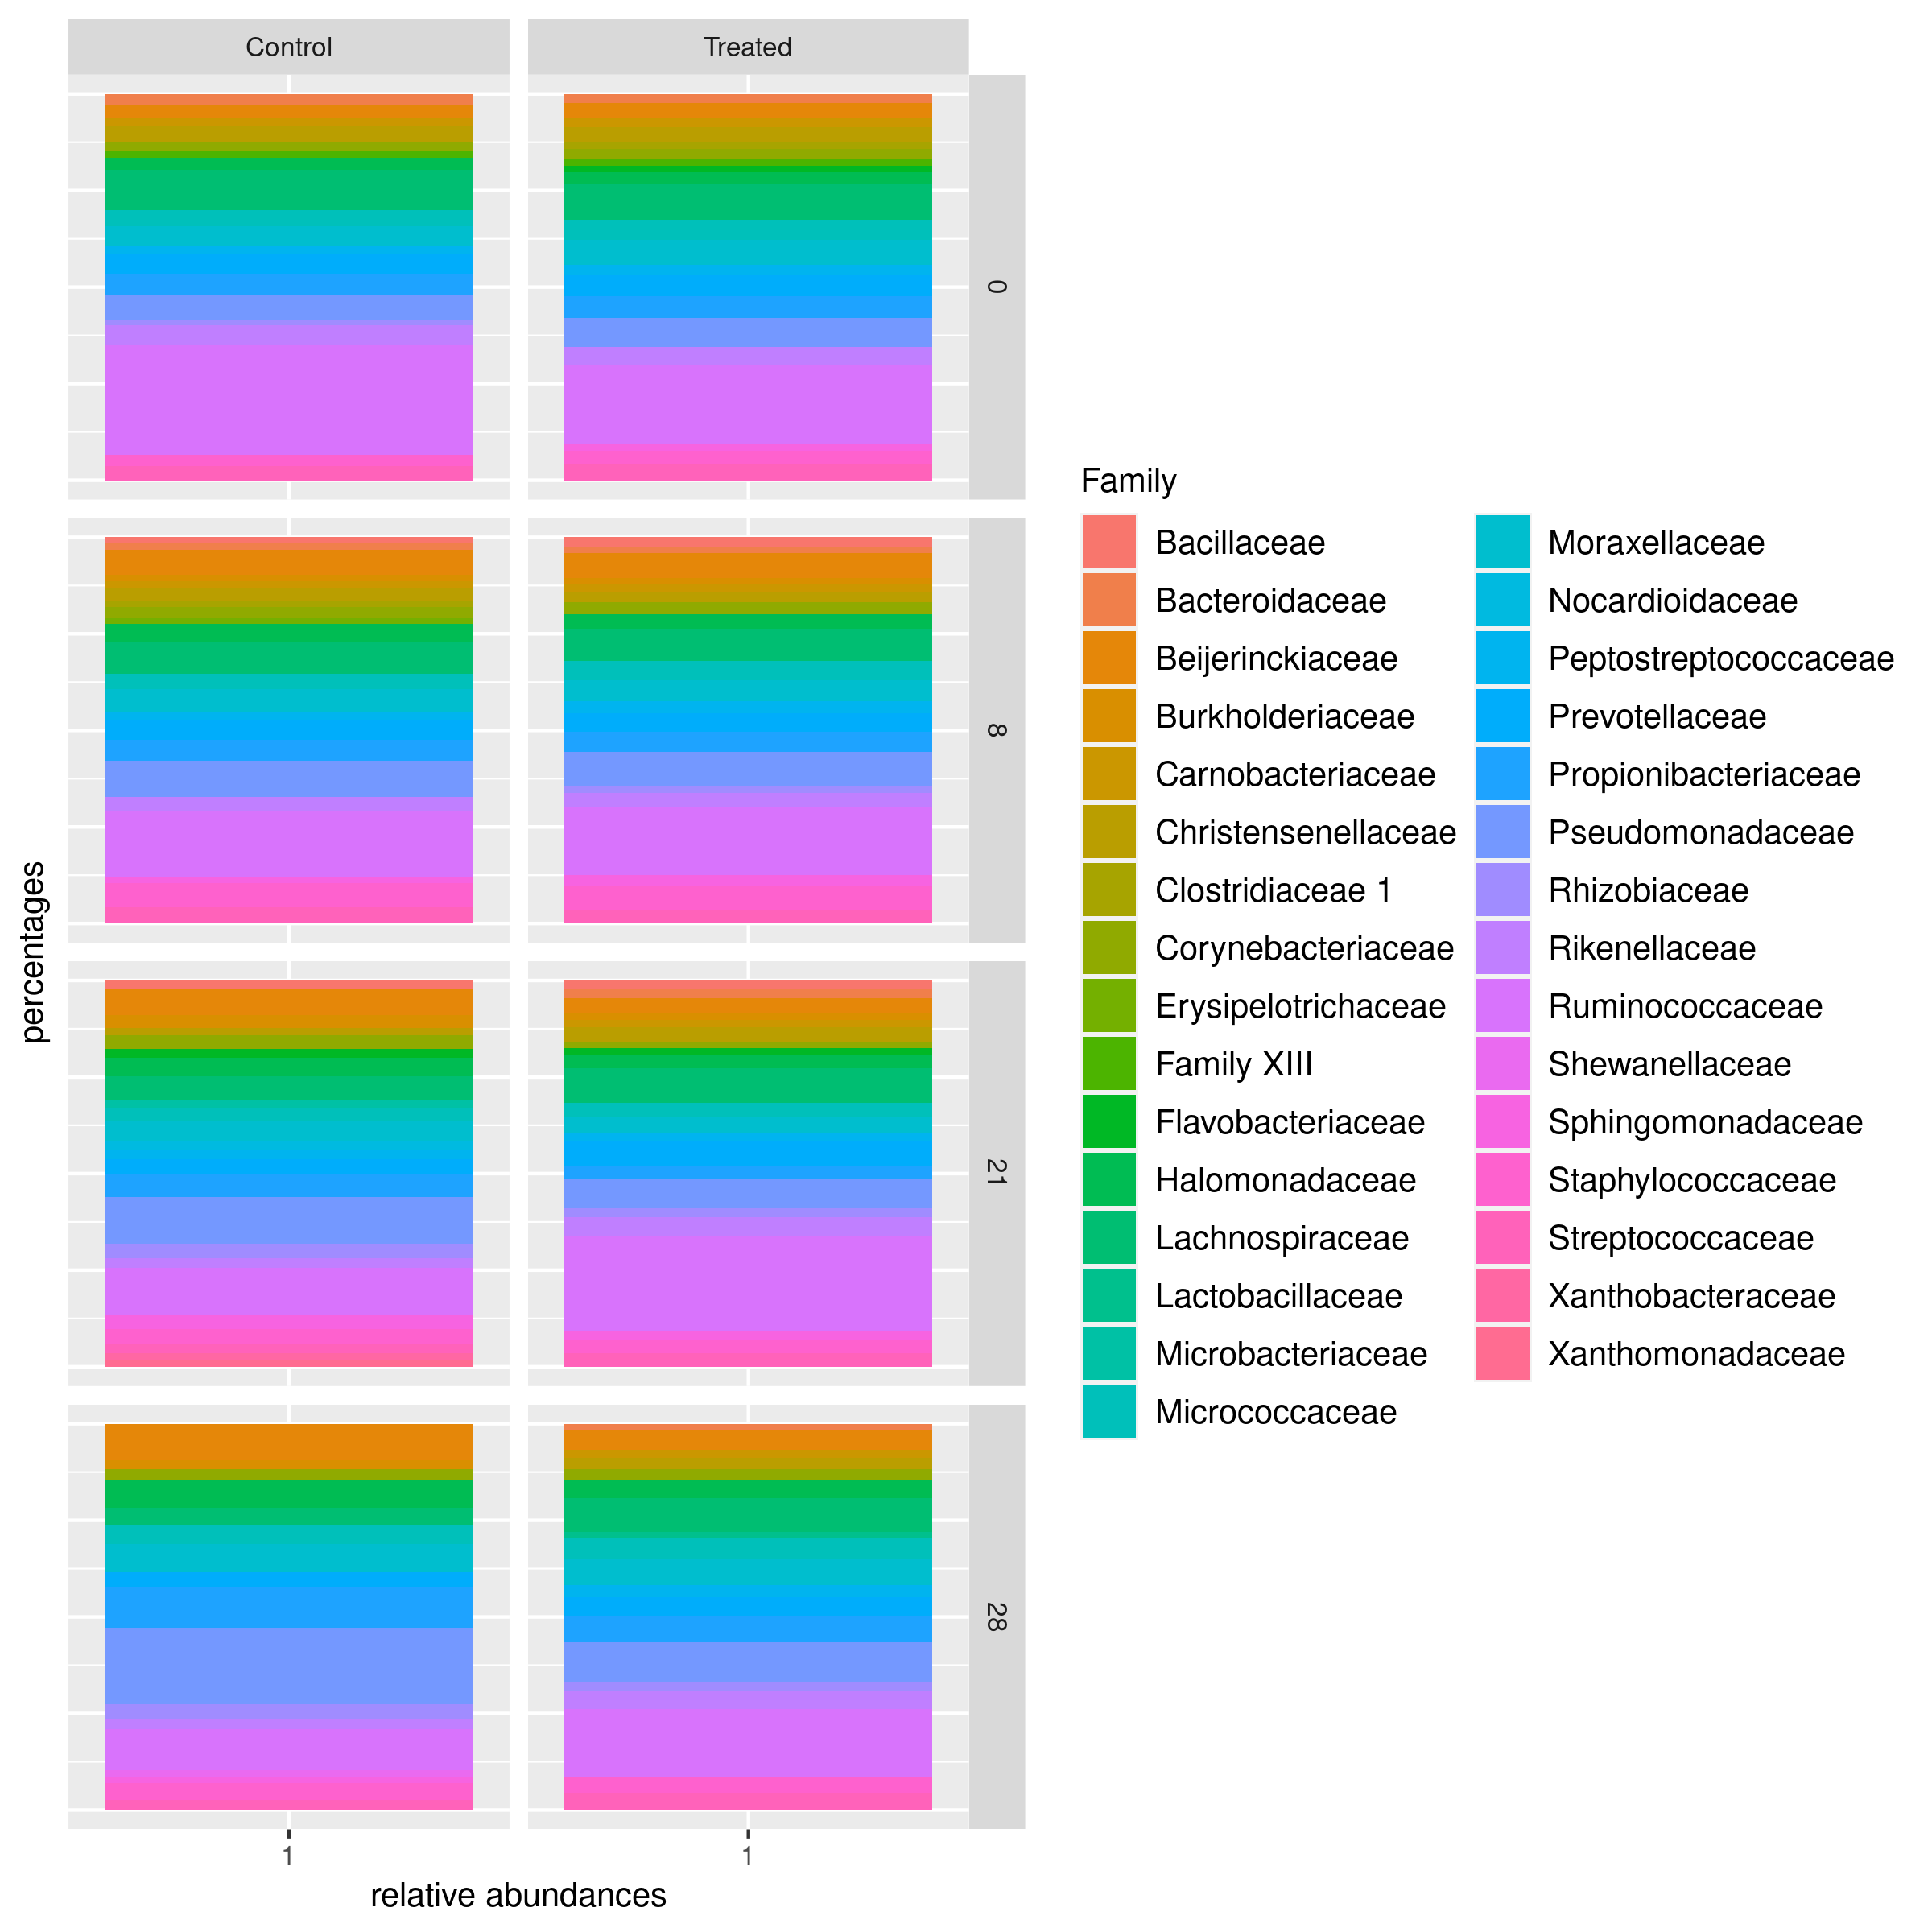 Control
Treated
0
8
21
28
percentages
1
1
relative abundances
Family
Bacillaceae
Bacteroidaceae
Beijerinckiaceae
Burkholderiaceae
Carnobacteriaceae
Christensenellaceae
Clostridiaceae 1
Corynebacteriaceae
Erysipelotrichaceae
Family XIII
Flavobacteriaceae
Halomonadaceae
Lachnospiraceae
Lactobacillaceae
Microbacteriaceae
Micrococcaceae
Moraxellaceae
Nocardioidaceae
Peptostreptococcaceae
Prevotellaceae
Propionibacteriaceae
Pseudomonadaceae
Rhizobiaceae
Rikenellaceae
Ruminococcaceae
Shewanellaceae
Sphingomonadaceae
Staphylococcaceae
Streptococcaceae
Xanthobacteraceae
Xanthomonadaceae